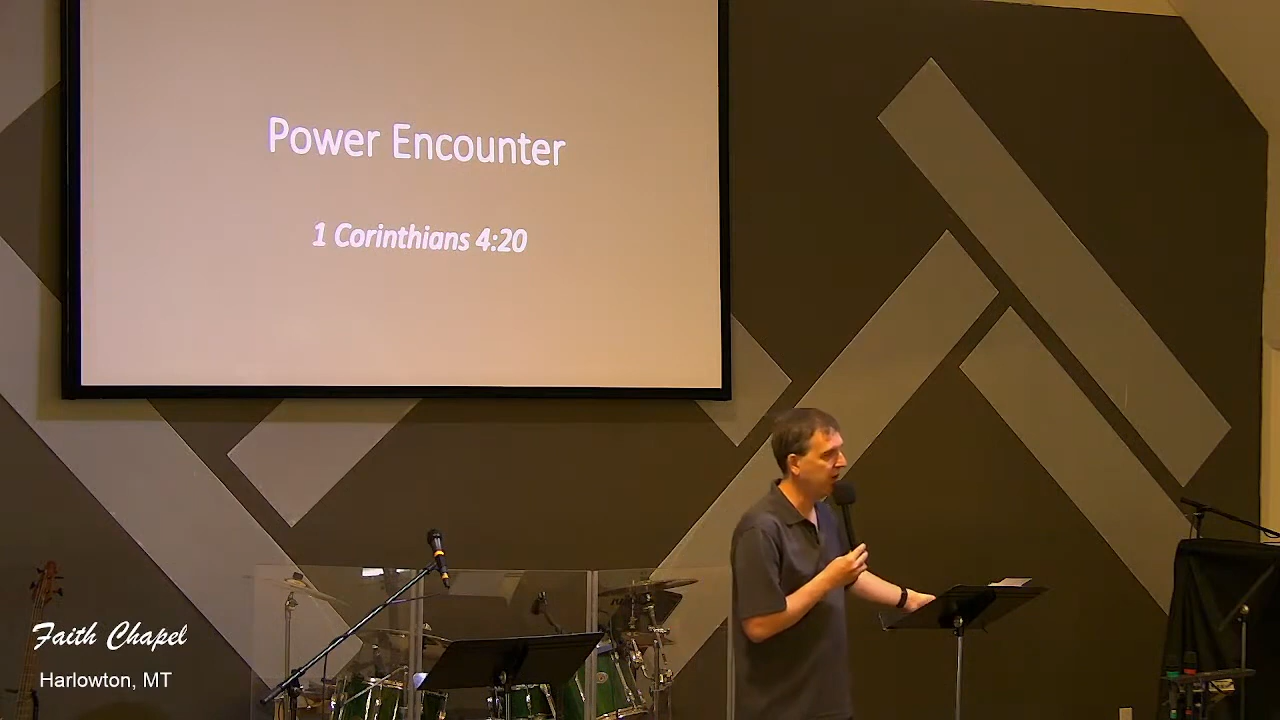 Power Encounter
1 Corinthians 4:20
Faith Chapel
Harlowton, MT